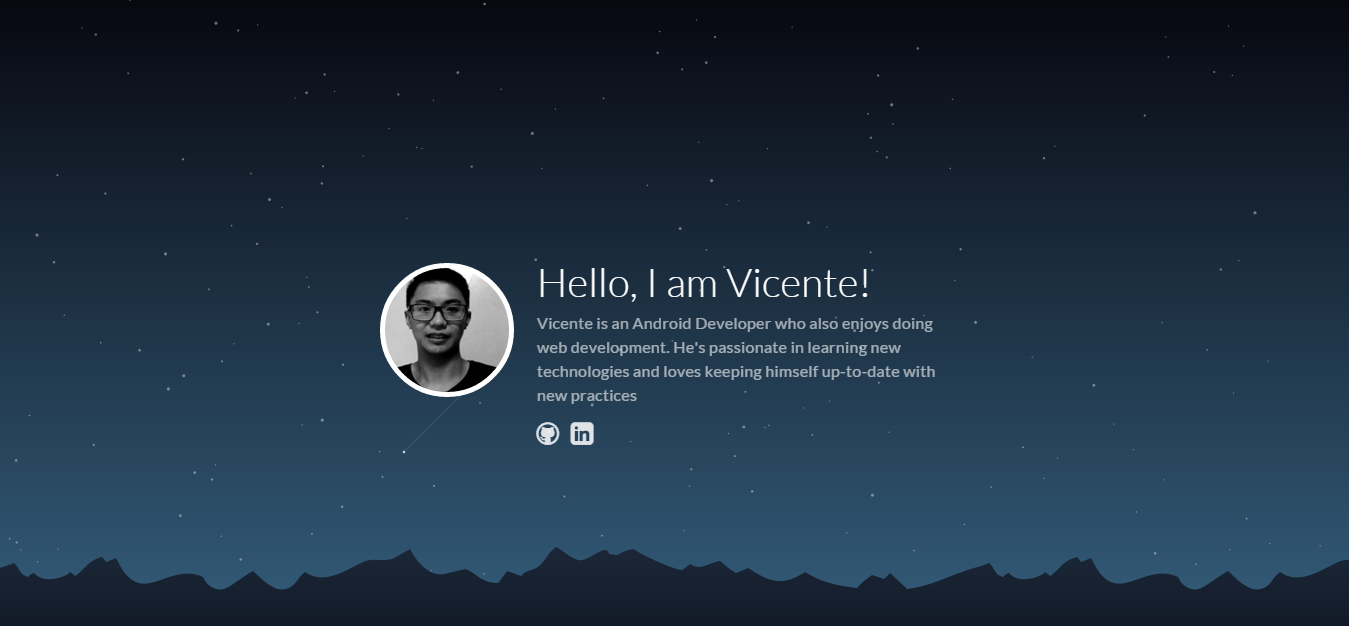 Hello, I am Vicente!
Vicente is an Android Developer who also enjoys doing
web development. He's passionate in learning new
technologies and loves keeping himself up-to-date with
new practices
in